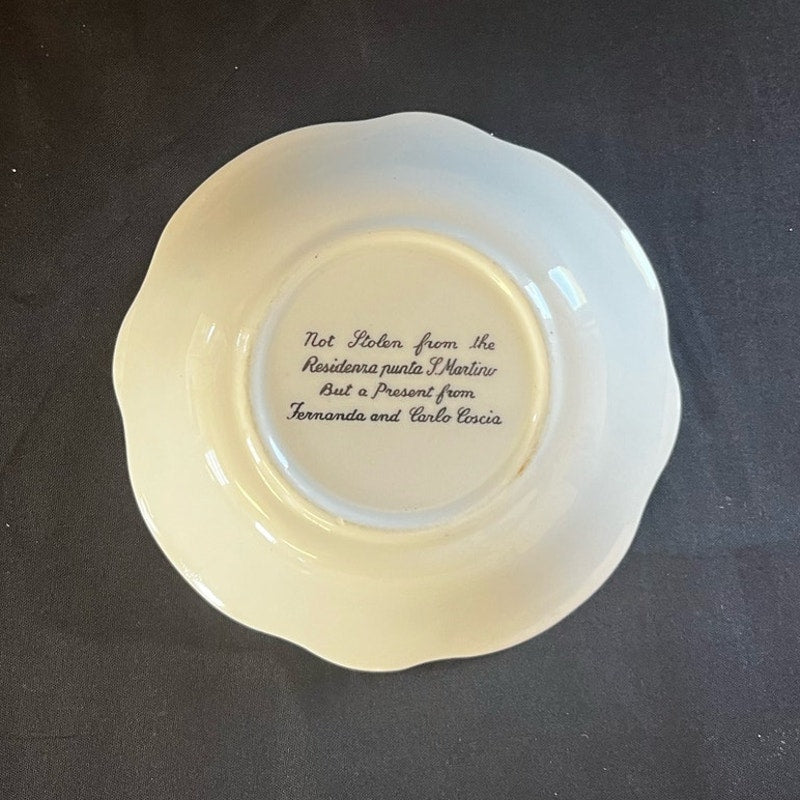 Not Stolen from the
Residenza punta S. Martino
But a Present from
Fernanda and Carlo Coscia